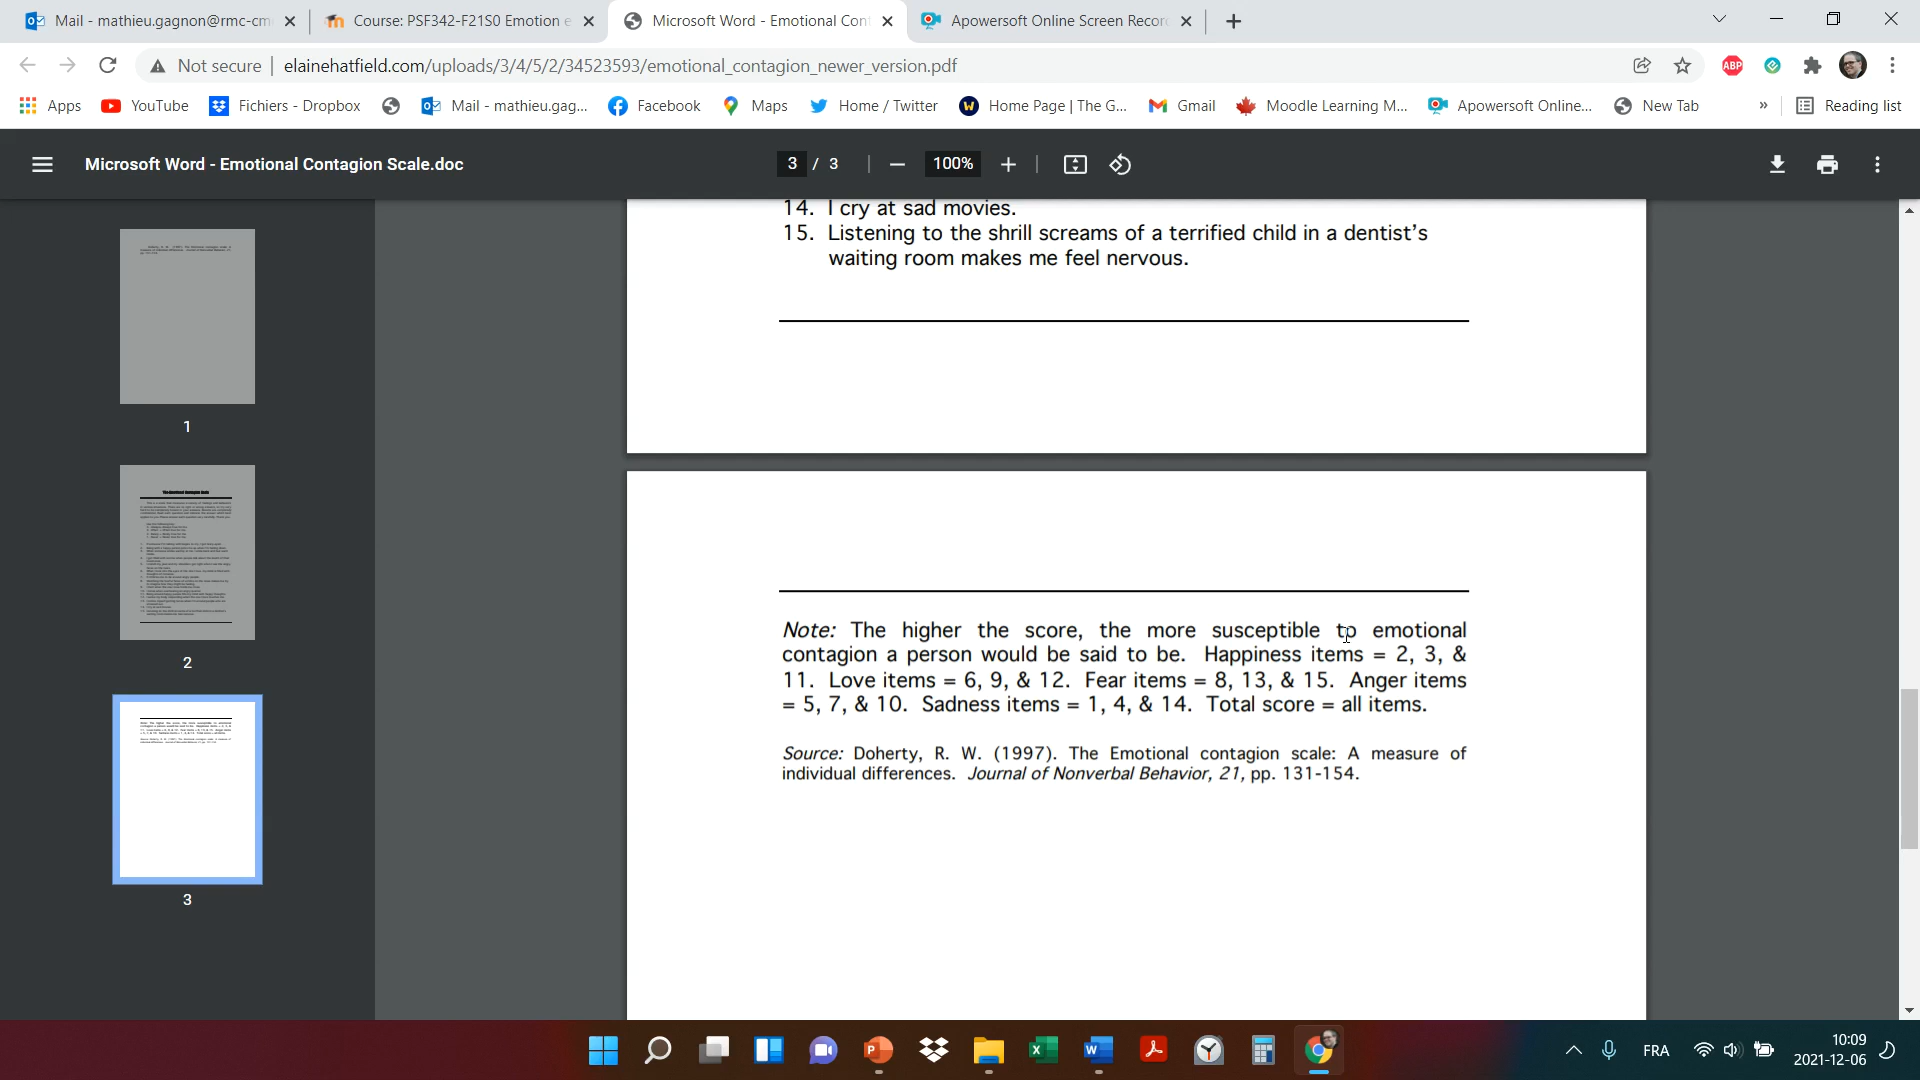 Mail - mathieu.gagnon@rmc-cm
Course: PSF342-F21S0 Emotion e
Microsoft Word - Emotional Con
Apowersoft Online Screen Recor
Not secure
elainehatfield.com/uploads/3/4/5/2/34523593/emotional_contagion_newer_version.pdf
ABP
Apps
YouTube
Fichiers - Dropbox
Mail - mathieu.gag...
Facebook
Maps
Home / Twitter
Home Page | The G...
Gmail
Moodle Learning M...
Apowersoft Online...
New Tab
»
Reading list
Microsoft Word - Emotional Contagion Scale.doc
3 / 3
100%
14. I cry at sad movies.
15. Listening to the shrill screams of a terrified child in a dentist's
waiting room makes me feel nervous.
Note: The higher the score, the more susceptible to emotional
contagion a person would be said to be. Happiness items = 2, 3, &
11. Love items = 6, 9, & 12. Fear items = 8, 13, & 15. Anger items
= 5, 7, & 10. Sadness items = 1, 4, & 14. Total score = all items.
Source: Doherty, R. W. (1997). The Emotional contagion scale: A measure of
individual differences. Journal of Nonverbal Behavior, 21, pp. 131-154.
1
2
3
FRA
10:09
2021-12-06